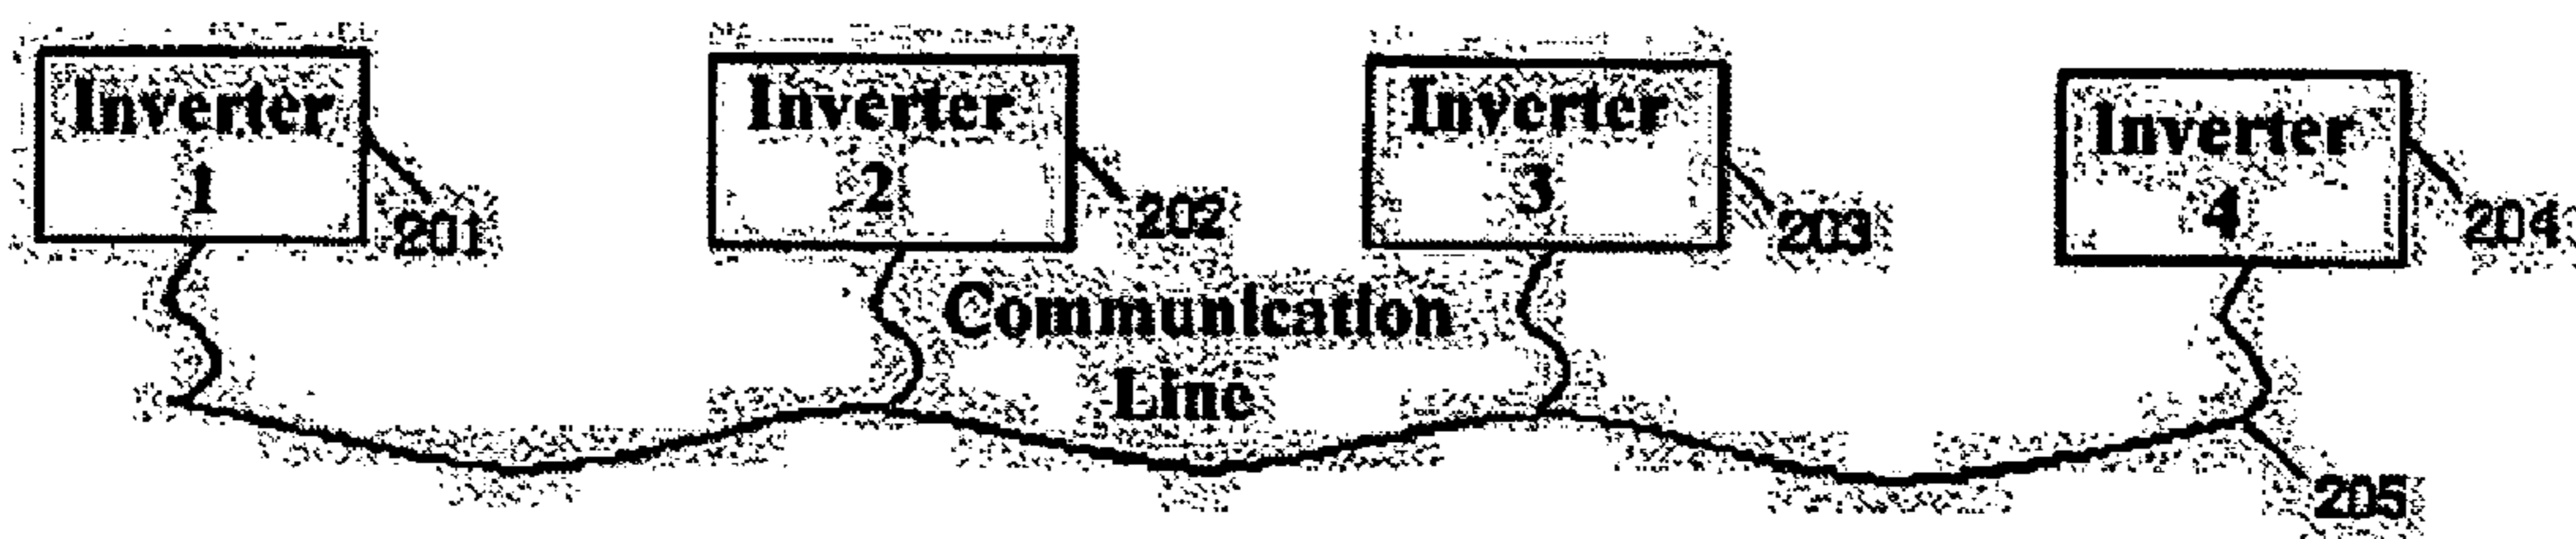 Inverter
1
201
Inverter
2
202
Inverter
3
203
Inverter
4
204
Communication
Line
205